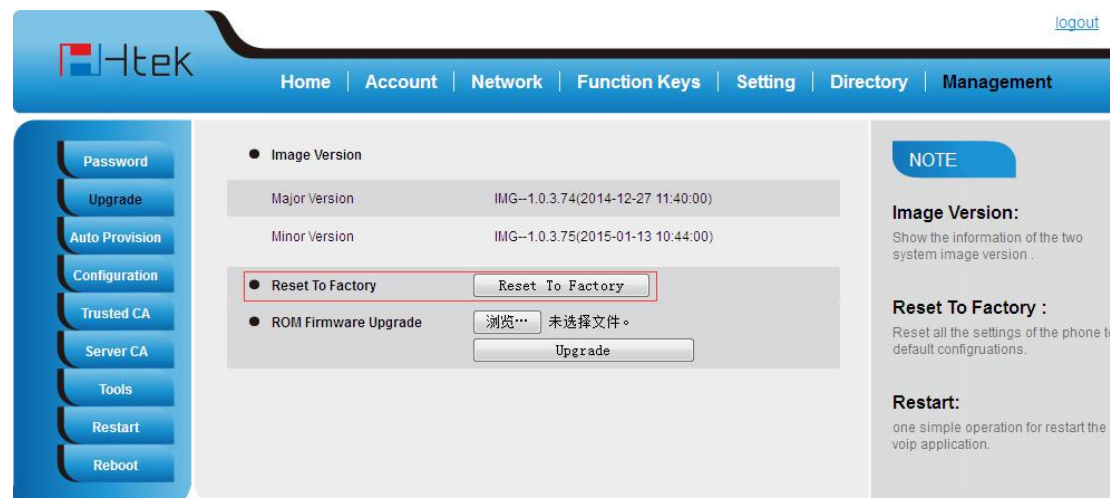 logout
Htek
Home | Account | Network | Function Keys | Setting | Directory | Management
Password
Upgrade
Auto Provision
Configuration
Trusted CA
Server CA
Tools
Restart
Reboot
Image Version
Major Version IMG--1.0.3.74(2014-12-27 11:40:00)
Minor Version IMG--1.0.3.75(2015-01-13 10:44:00)
Reset To Factory Reset To Factory
ROM Firmware Upgrade 浏览… 未选择文件。
Upgrade
NOTE
Image Version:
Show the information of the two
system image version .
Reset To Factory :
Reset all the settings of the phone t
default configruations.
Restart:
one simple operation for restart the
voip application.